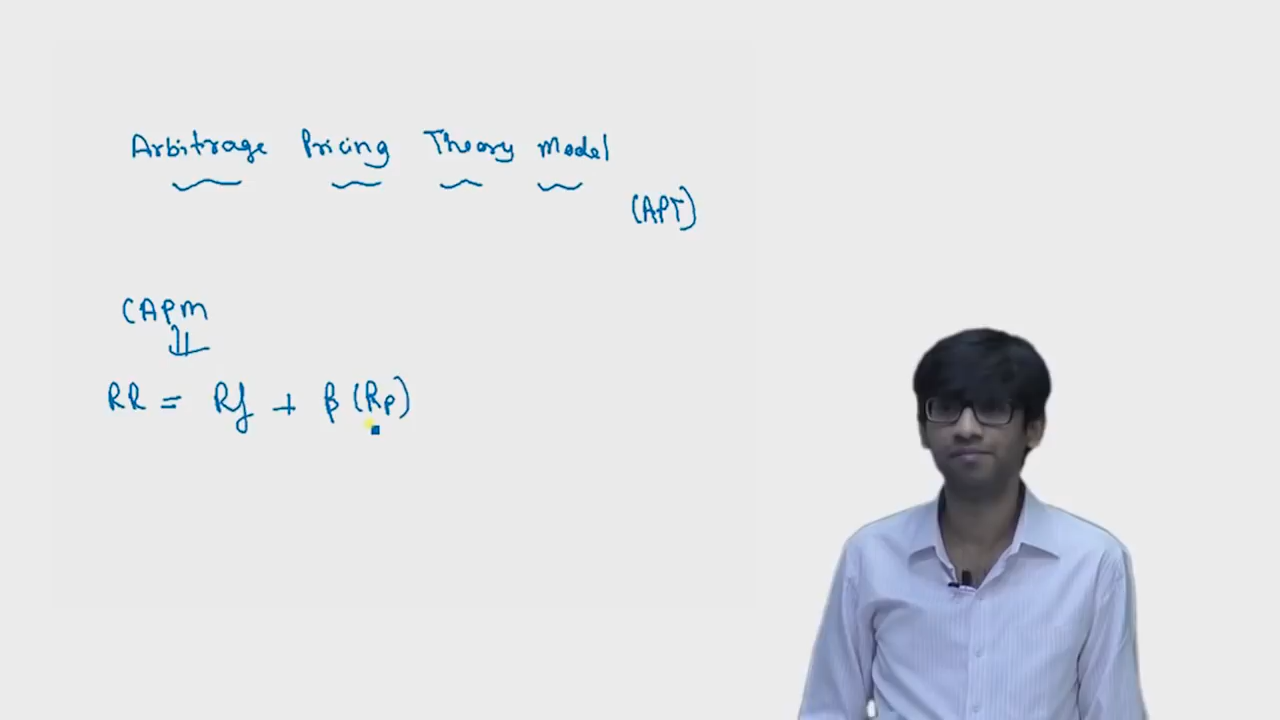 Arbitrage Pricing Theory Model
(APT)
CAPM
RR = Rf + β (Rp)